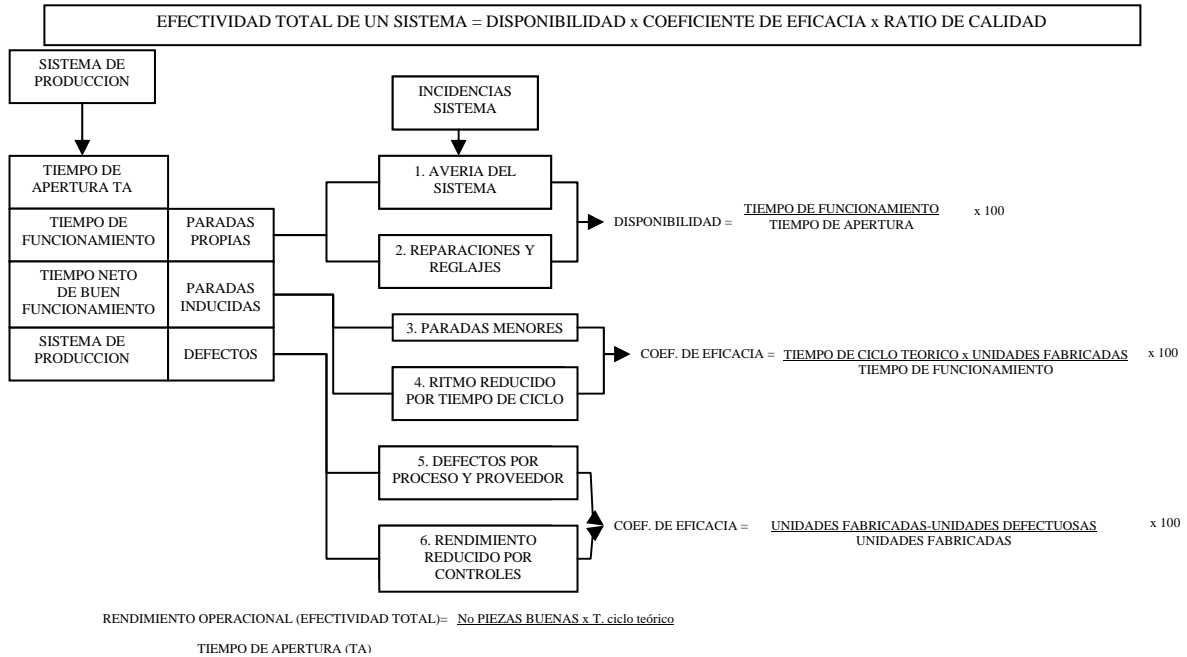 EFECTIVIDAD TOTAL DE UN SISTEMA = DISPONIBILIDAD x COEFICIENTE DE EFICACIA x RATIO DE CALIDAD
SISTEMA DE
PRODUCCION
INCIDENCIAS
SISTEMA
TIEMPO DE
APERTURA TA
TIEMPO DE
FUNCIONAMIENTO
PARADAS
PROPIAS
TIEMPO NETO
DE BUEN
FUNCIONAMIENTO
PARADAS
INDUCIDAS
SISTEMA DE
PRODUCCION
DEFECTOS
1. AVERIA DEL
SISTEMA
2. REPARACIONES Y
REGLAJES
DISPONIBILIDAD = TIEMPO DE FUNCIONAMIENTO x 100
TIEMPO DE APERTURA
3. PARADAS MENORES
4. RITMO REDUCIDO
POR TIEMPO DE CICLO
COEF. DE EFICACIA = TIEMPO DE CICLO TEORICO x UNIDADES FABRICADAS x 100
TIEMPO DE FUNCIONAMIENTO
5. DEFECTOS POR
PROCESO Y PROVEEDOR
6. RENDIMIENTO
REDUCIDO POR
CONTROLES
COEF. DE EFICACIA = UNIDADES FABRICADAS-UNIDADES DEFECTUOSAS x 100
UNIDADES FABRICADAS
RENDIMIENTO OPERACIONAL (EFECTIVIDAD TOTAL)= No PIEZAS BUENAS x T. ciclo teórico
TIEMPO DE APERTURA (TA)